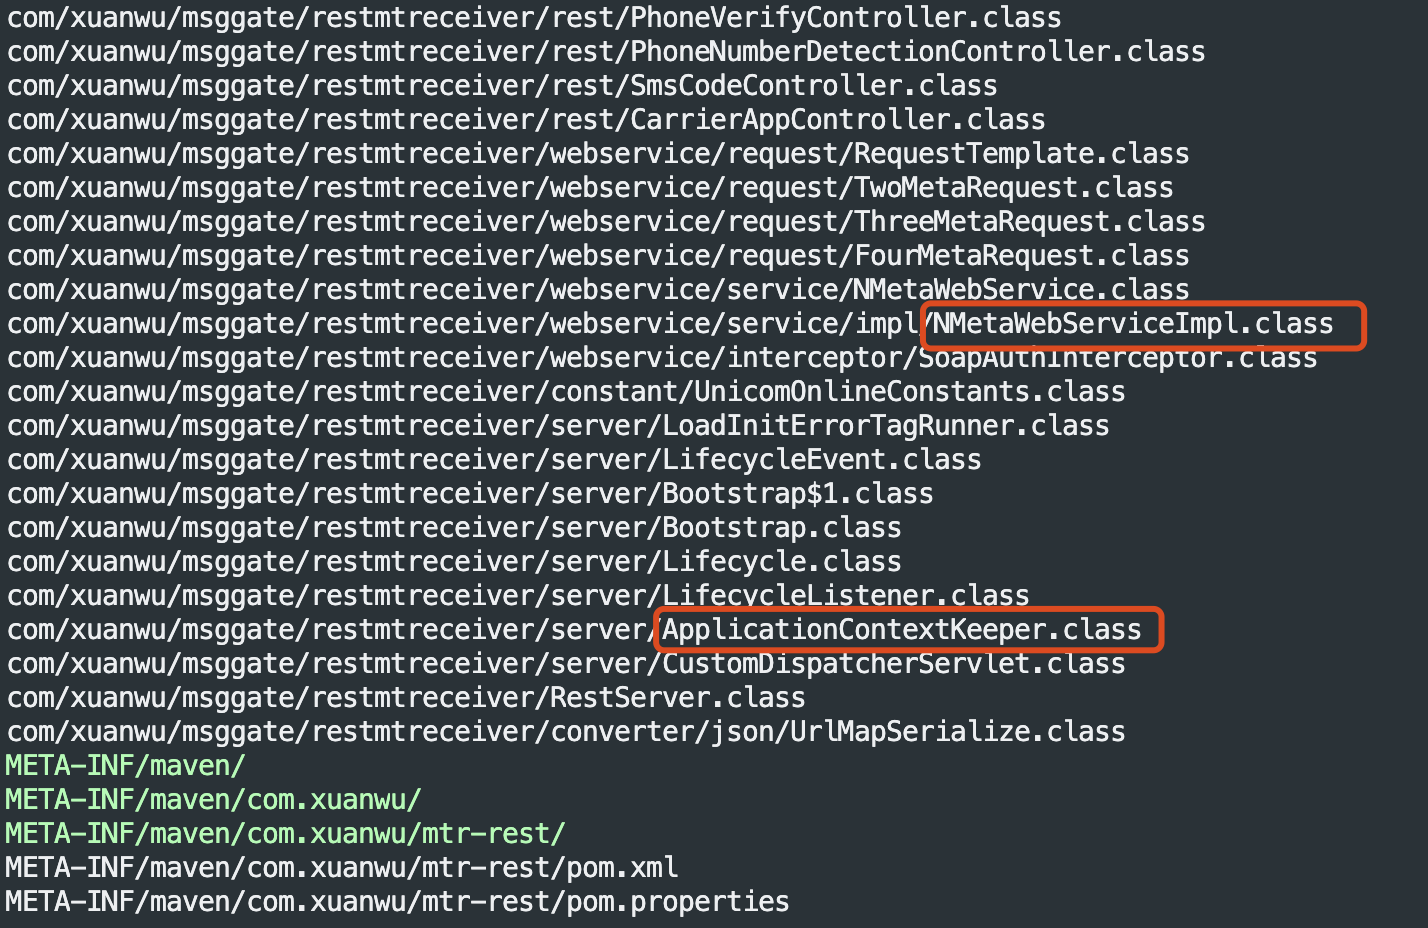 com/xuanwu/msggate/restmtreceiver/rest/PhoneVerifyController.class
com/xuanwu/msggate/restmtreceiver/rest/PhoneNumberDetectionController.class
com/xuanwu/msggate/restmtreceiver/rest/SmsCodeController.class
com/xuanwu/msggate/restmtreceiver/rest/CarrierAppController.class
com/xuanwu/msggate/restmtreceiver/webservice/request/RequestTemplate.class
com/xuanwu/msggate/restmtreceiver/webservice/request/TwoMetaRequest.class
com/xuanwu/msggate/restmtreceiver/webservice/request/ThreeMetaRequest.class
com/xuanwu/msggate/restmtreceiver/webservice/request/FourMetaRequest.class
com/xuanwu/msggate/restmtreceiver/webservice/service/NMetaWebService.class
com/xuanwu/msggate/restmtreceiver/webservice/service/impl/NMetaWebServiceImpl.class
com/xuanwu/msggate/restmtreceiver/webservice/interceptor/SoapAuthInterceptor.class
com/xuanwu/msggate/restmtreceiver/constant/UnicomOnlineConstants.class
com/xuanwu/msggate/restmtreceiver/server/LoadInitErrorTagRunner.class
com/xuanwu/msggate/restmtreceiver/server/LifecycleEvent.class
com/xuanwu/msggate/restmtreceiver/server/Bootstrap$1.class
com/xuanwu/msggate/restmtreceiver/server/Bootstrap.class
com/xuanwu/msggate/restmtreceiver/server/Lifecycle.class
com/xuanwu/msggate/restmtreceiver/server/LifecycleListener.class
com/xuanwu/msggate/restmtreceiver/server/ApplicationContextKeeper.class
com/xuanwu/msggate/restmtreceiver/server/CustomDispatcherServlet.class
com/xuanwu/msggate/restmtreceiver/RestServer.class
com/xuanwu/msggate/restmtreceiver/converter/json/UrlMapSerialize.class
META-INF/maven/
META-INF/maven/com.xuanwu/
META-INF/maven/com.xuanwu/mtr-rest/
META-INF/maven/com.xuanwu/mtr-rest/pom.xml
META-INF/maven/com.xuanwu/mtr-rest/pom.properties